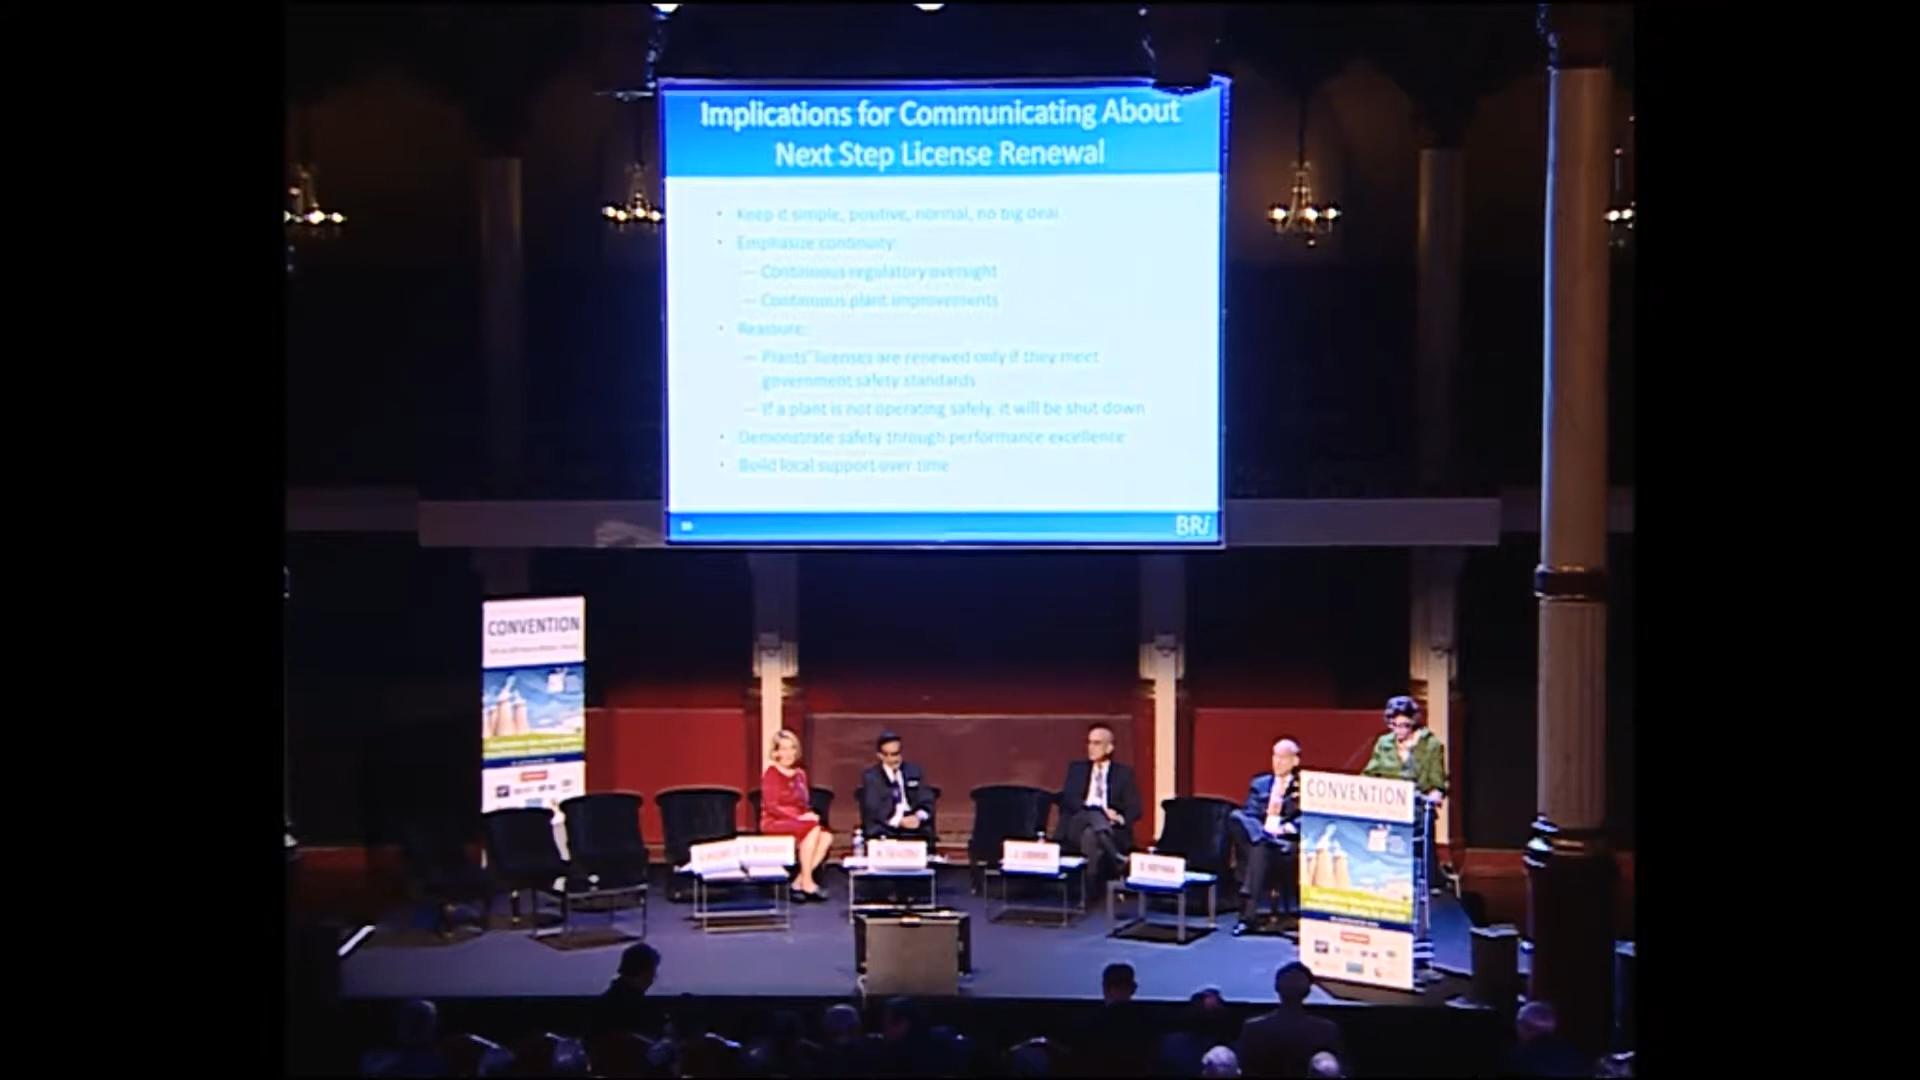 Implications for Communicating About
Next Step License Renewal
• Keep it simple, positive, normal, no big deal
• Emphasize continuity:
— Continuous regulatory oversight
— Continuous plant improvements
• Reassure:
— Plants' licenses are renewed only if they meet
government safety standards
— If a plant is not operating safely, it will be shut down
• Demonstrate safety through performance excellence
• Build local support over time
BRi
CONVENTION
CONVENTION